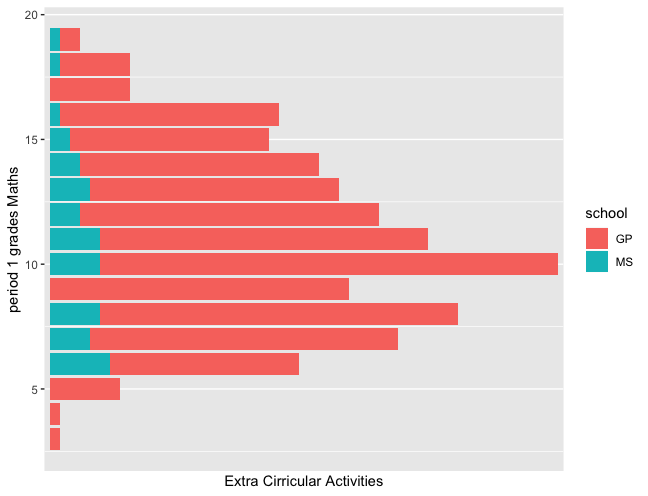 20
15
10
5
period 1 grades Maths
Extra Cirricular Activities
school
GP
MS